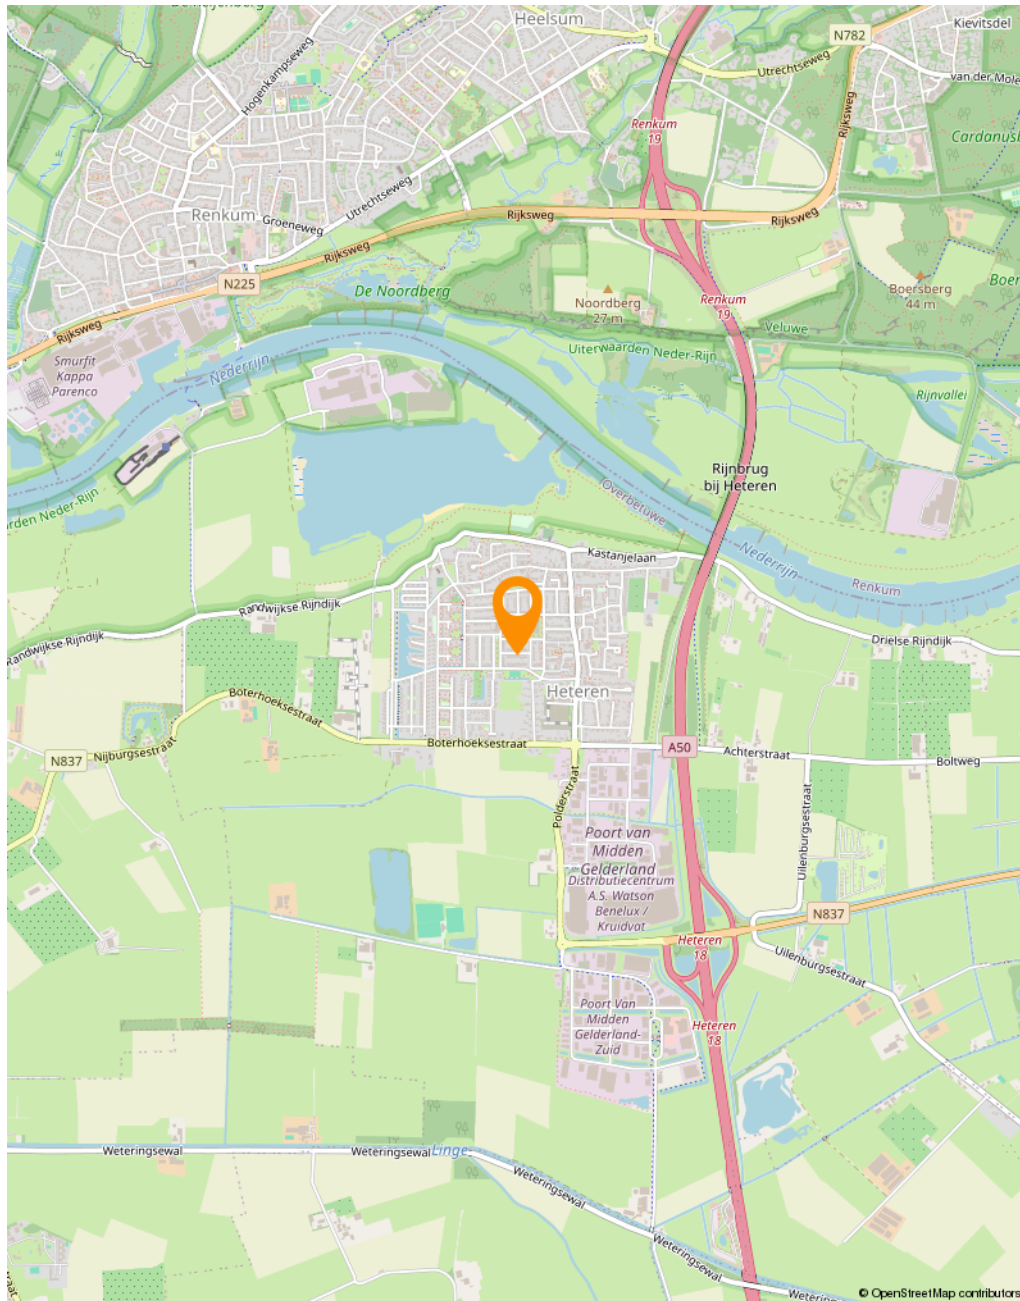 Heelsum
Kievitsdel
N782
Utrechtseweg
van der Mole
Hogenkampseweg
Rijksweg
Renkum
19
Cardanus
Utrechtseweg
Renkum
Groeneweg
Rijksweg
Rijksweg
Rijksweg
N225
De Noordberg
Noordberg
27 m
Renkum
19
Boersberg
44 m
Boer
Rijksweg
Veluwe
Smurfit
Kappa
Parenco
Nederrijn
Uiterwaarden Neder-Rijn
Rijnvallei
Rijnbrug
bij Heteren
arden Neder-Rijn
Overbetuwe
Kastanjelaan
Nederrijn
Renkum
Randwijkse Rijndijk
Randwijkse Rijndijk
Drielse Rijndijk
Boterhoeksestraat
Heteren
Nijburgsestraat
N837
Boterhoeksestraat
A50
Achterstraat
Boltweg
Polderstraat
Uilenburgsestraat
Poort van
Midden
Gelderland
Distributiecentrum
A.S. Watson
Benelux /
Kruidvat
N837
Heteren
18
Uilenburgsestraat
Poort Van
Midden
Gelderland-
Zuid
Heteren
18
Weteringsewal
Weteringsewal
Linge
Weteringsewal
Weteringsewal
Weterin
© OpenStreetMap contributors